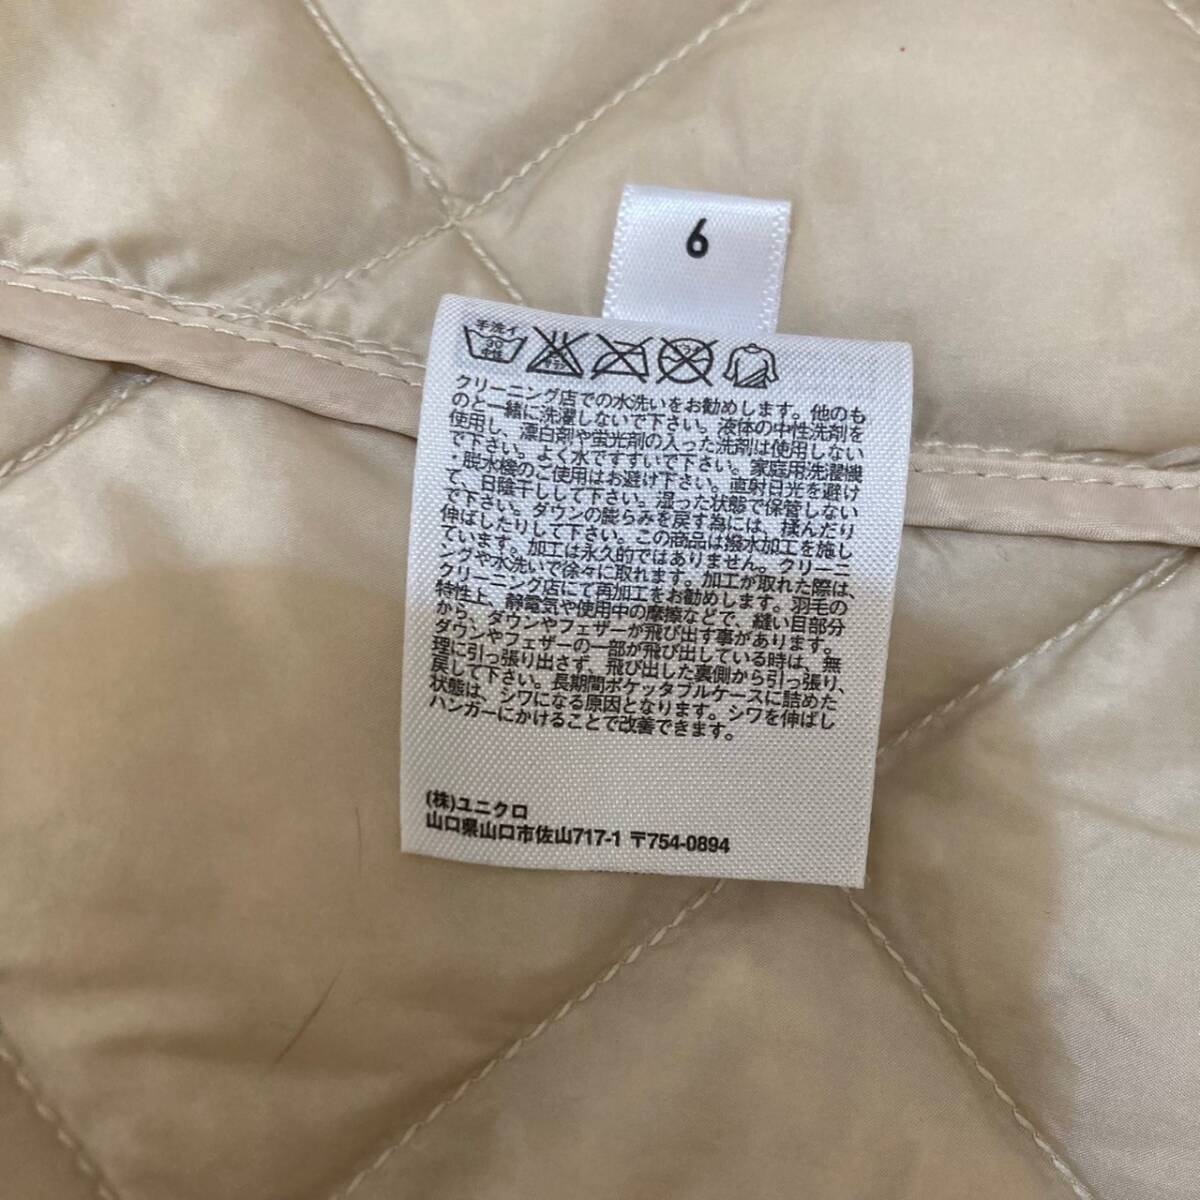 6
手洗イ
30
中性
クリーニング店での水洗いをお勧めします。他のも
のと一緒に洗濯しないで下さい。液体の中性洗剤を
使用し、漂白剤や蛍光剤の入った洗剤は使用しない
で下さい。よく水ですすいで下さい。家庭用洗濯機
・脱水機のご使用はお避け下さい。直射日光を避け
て、日陰干しして下さい。湿った状態で保管しない
で下さい。ダウンの膨らみを戻す為には、揉んだり
伸ばしたりして下さい。この商品は撥水加工を施し
ています。加工は永久的ではありません。クリーニ
ングや水洗いで徐々に取れます。加工が取れた際は、
クリーニング店にて再加工をお勧めします。羽毛の
特性上、静電気や使用中の摩擦などで、縫い目部分
から、ダウンやフェザーが飛び出す事があります。
ダウンやフェザーの一部が飛び出している時は、無
理に引っ張り出さず、飛び出した裏側から引っ張り、
戻して下さい。長期間ポケッタブルケースに詰めた
状態は、シワになる原因となります。シワを伸ばし
ハンガーにかけることで改善できます。
(株)ユニクロ
山口県山口市佐山717-1 〒754-0894